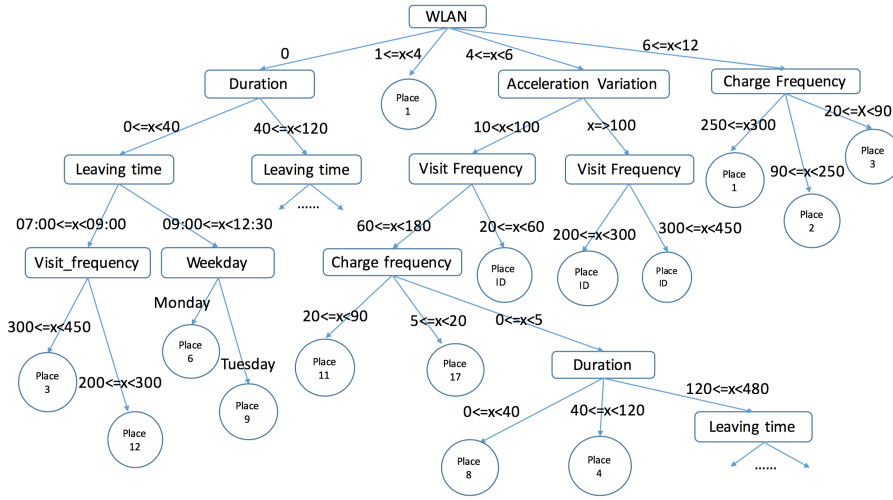 WLAN
0
1<=x<4
4<=x<6
6<=x<12
Duration
Place
1
Acceleration Variation
Charge Frequency
0<=x<40
40<=x<120
10<x<100
x=>100
250<=x300
90<=x<250
20<=X<90
Leaving time
Leaving time
Visit Frequency
Visit Frequency
Place
1
Place
2
Place
3
......
07:00<=x<09:00
09:00<=x<12:30
60<=x<180
20<=x<60
200<=x<300
300<=x<450
Visit_frequency
Weekday
Charge frequency
Place
ID
Place
ID
Place
ID
300<=x<450
200<=x<300
Monday
Tuesday
20<=x<90
5<=x<20
0<=x<5
Place
3
Place
12
Place
6
Place
9
Place
11
Place
17
Duration
0<=x<40
40<=x<120
120<=x<480
Place
8
Place
4
Leaving time
......